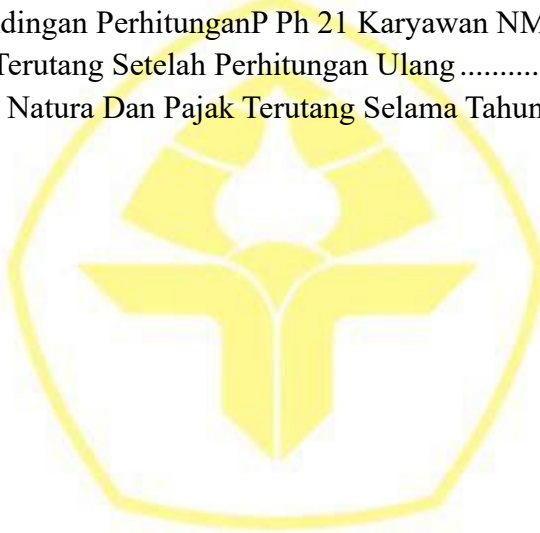 dingan PerhitunganP Ph 21 Karyawan NM
Terutang Setelah Perhitungan Ulang..........
Natura Dan Pajak Terutang Selama Tahun